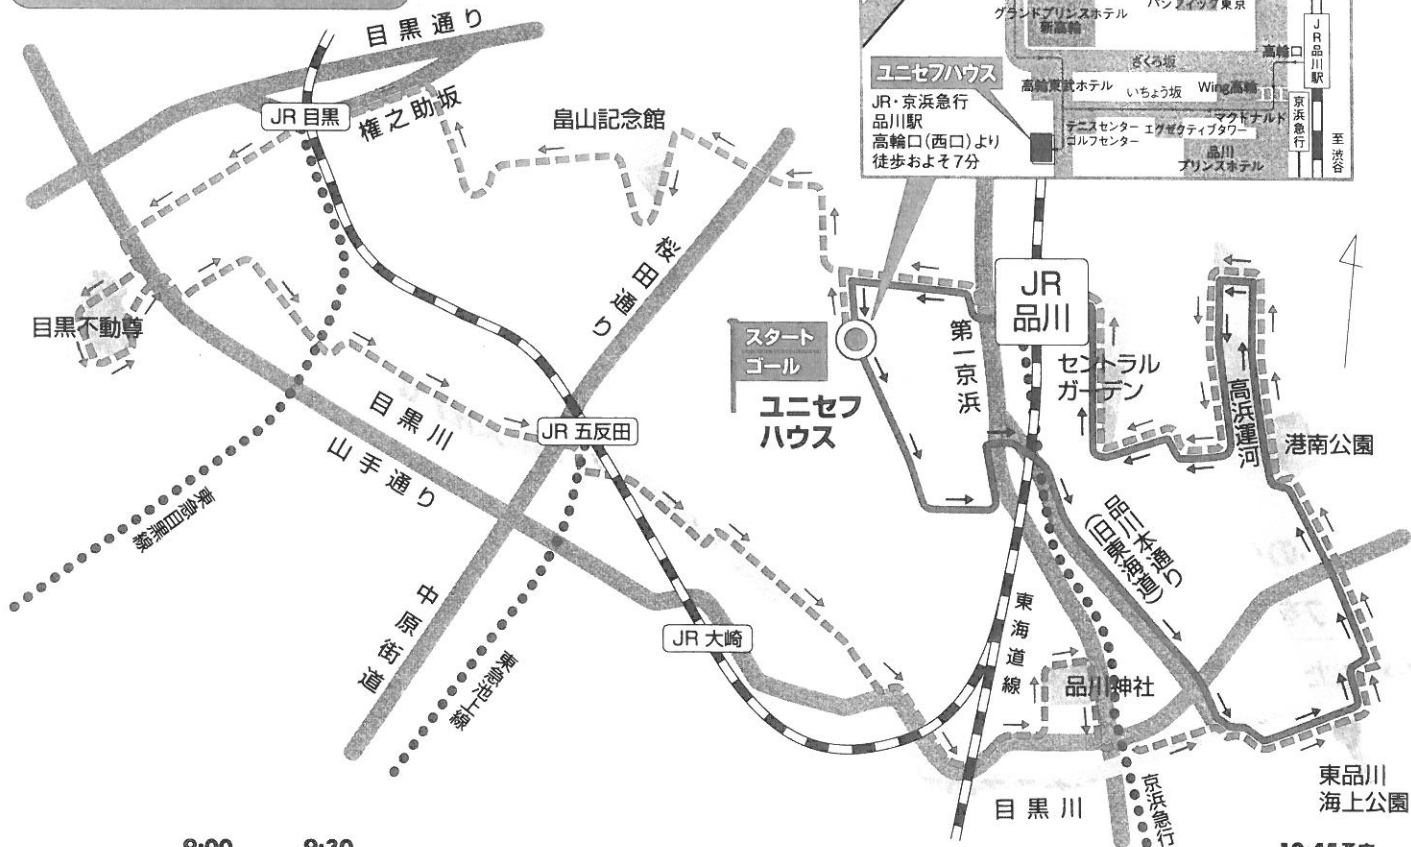 目黒通り
JR 目黒
権之助坂
畠山記念館
桜田通り
目黒不動尊
目黒川
山手通り
JR 五反田
東急目黒線
中原街道
東急池上線
JR 大崎
スタート
ゴール
ユニセフ
ハウス
第一京浜
JR
品川
セントラル
ガーデン
高浜運河
港南公園
品川本通り
(旧東海道)
東海道線
品川神社
目黒川
京浜急行
東品川
海上公園
グランドプリンスホテル
新高輪
パシフィック東京
ざくろ坂
高輪口
JR品川駅
高輪東武ホテル
いちょう坂
Wing高輪
マクドナルド
京浜急行
テニスセンター
ゴルフセンター
エグゼクティブタワー
品川
プリンスホテル
至渋谷
ユニセフハウス
JR・京浜急行
品川駅
高輪口(西口)より
徒歩およそ7分
9:00
9:30